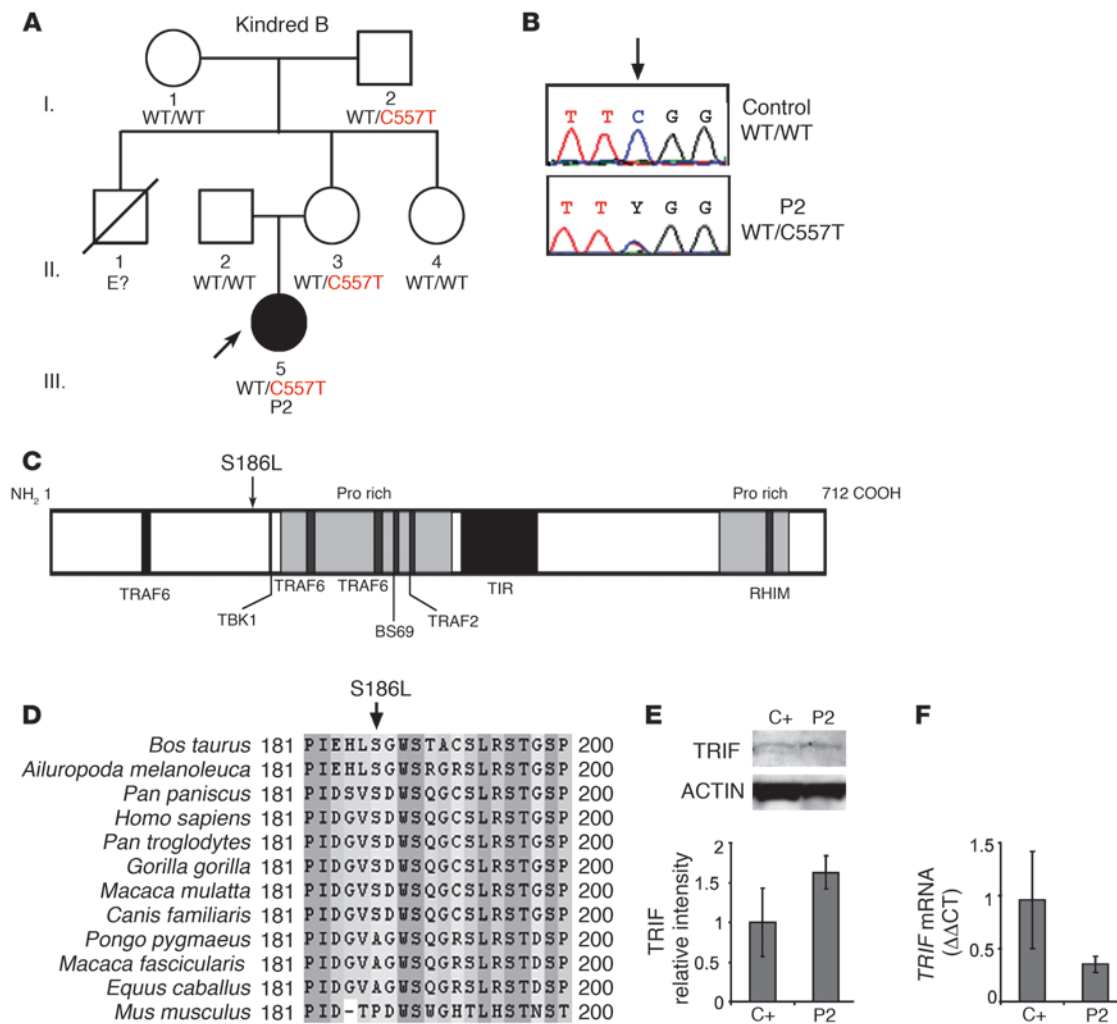 A
Kindred B
I.
1
WT/WT
2
WT/C557T
II.
1
E?
2
WT/WT
3
WT/C557T
4
WT/WT
III.
5
WT/C557T
P2
B
T T C G G
Control
WT/WT
T T Y G G
P2
WT/C557T
C
S186L
NH2 1
Pro rich
Pro rich
712 COOH
TRAF6
TBK1
TRAF6
TRAF6
BS69
TRAF2
TIR
RHIM
D
S186L
Bos taurus 181 PIEHLSGWSTACSLRSTGSP 200
Ailuropoda melanoleuca 181 PIEHLSGWSRGRSLRSTGSP 200
Pan paniscus 181 PIDSVSDWSQGCSLRSTGSP 200
Homo sapiens 181 PIDGVSDWSQGCSLRSTGSP 200
Pan troglodytes 181 PIDGVSDWSQGCSLRSTGSP 200
Gorilla gorilla 181 PIDGVSDWSQGCSLRSTGSP 200
Macaca mulatta 181 PIDGVSDWSQGCSLRSTGSP 200
Canis familiaris 181 PIDGVSDWSQGCSLRSTGSP 200
Pongo pygmaeus 181 PIDGVAGWSQGRSLRSTDSP 200
Macaca fascicularis 181 PIDGVAGWSQGRSLRSTDSP 200
Equus caballus 181 PIDGVAGWSQGRSLRSTDSP 200
Mus musculus 181 PID-TPDWSWGHTLHSTNST 200
E
C+ P2
TRIF
ACTIN
TRIF
relative intensity
2
1.5
1
0.5
0
C+ P2
F
TRIF mRNA
(ΔΔCT)
1.5
1
0.5
0
C+ P2